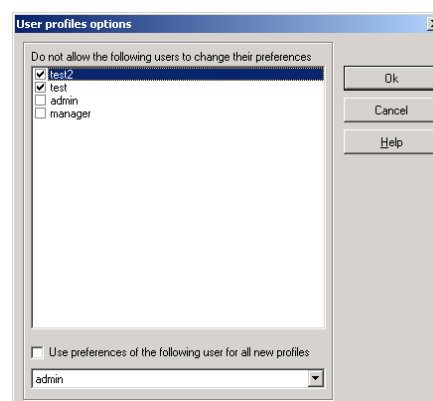 User profiles options
Do not allow the following users to change their preferences
test2
test
admin
manager
Ok
Cancel
Help
Use preferences of the following user for all new profiles
admin